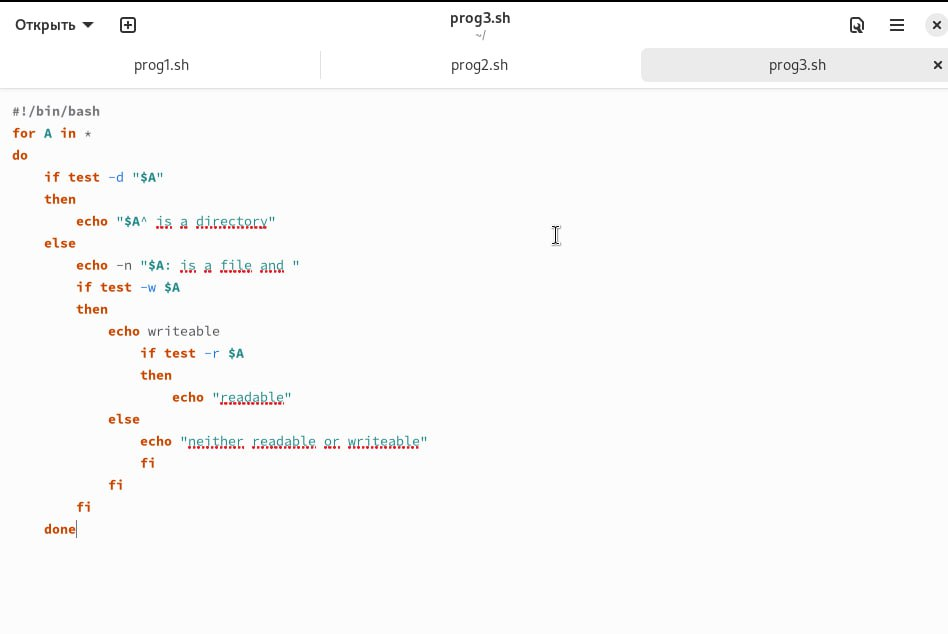 Открыть
prog3.sh
~/
prog1.sh
prog2.sh
prog3.sh
#!/bin/bash
for A in *
do
    if test -d "$A"
    then
        echo "$A^ is a directory"
    else
        echo -n "$A: is a file and "
        if test -w $A
        then
            echo writeable
                if test -r $A
                then
                    echo "readable"
            else
                echo "neither readable or writeable"
                fi
            fi
        fi
    done